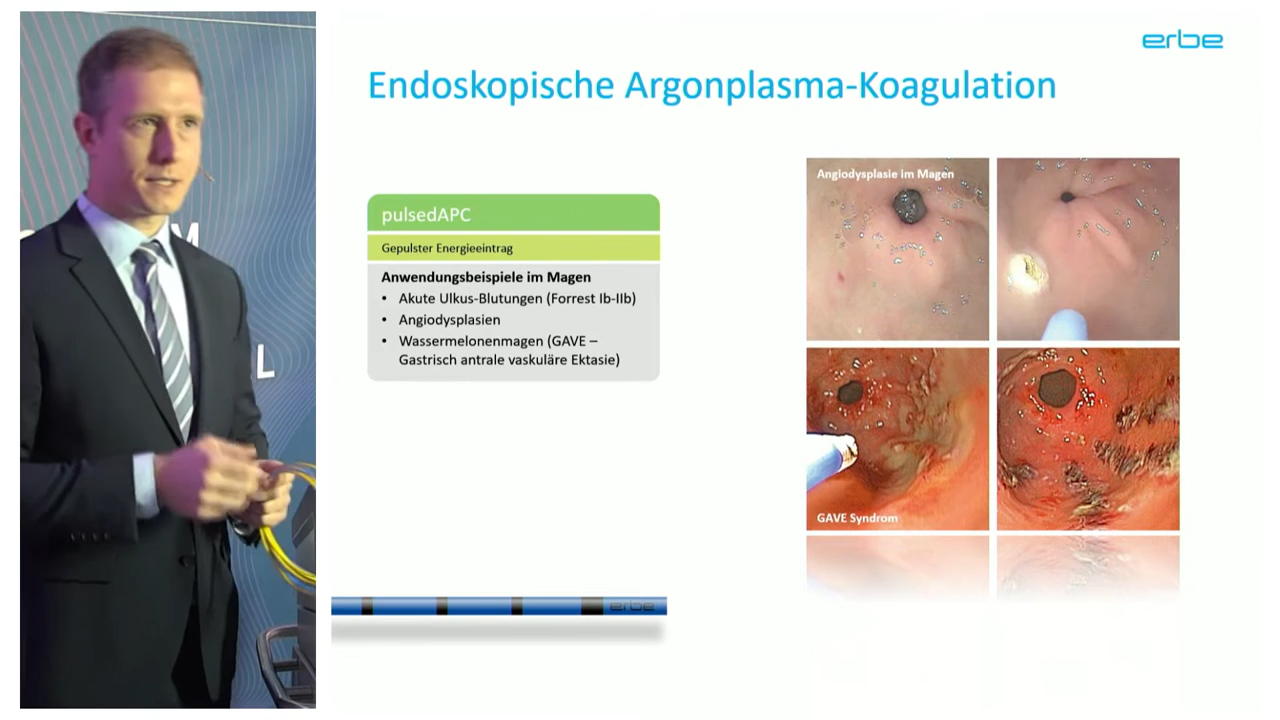 erbe
Endoskopische Argonplasma-Koagulation
pulsedAPC
Gepulster Energieeintrag
Anwendungsbeispiele im Magen
• Akute Ulkus-Blutungen (Forrest Ib-IIb)
• Angiodysplasien
• Wassermelonenmagen (GAVE –
Gastrisch antrale vaskuläre Ektasie)
Angiodysplasie im Magen
GAVE Syndrom
erbe
M
L